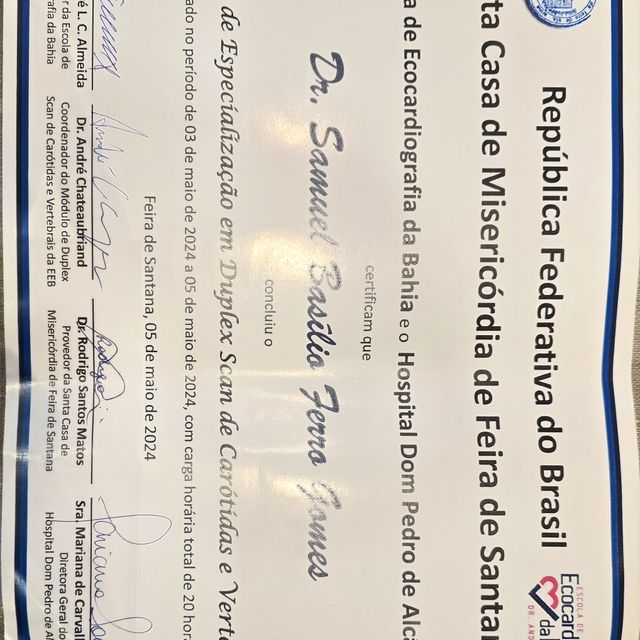 República Federativa do Brasil
ESCOLA DE
Ecocard
da
DR. AND
ta Casa de Misericórdia de Feira de Santa
a de Ecocardiografia da Bahia e o Hospital Dom Pedro de Alc
certificam que
Dr. Samuel Basílio Ferro Gomes
concluiu o
de Especialização em Duplex Scan de Carótidas e Verte
ado no período de 03 de maio de 2024 a 05 de maio de 2024, com carga horária total de 20 hora
Feira de Santana, 05 de maio de 2024
é L. C. Almeida
r da Escola de
rafia da Bahia
Dr. André Chateaubriand
Coordenador do Módulo de Duplex
Scan de Carótidas e Vertebrais da EEB
Dr. Rodrigo Santos Matos
Provedor da Santa Casa de
Misericórdia de Feira de Santana
Sra. Mariana de Carval
Diretora Geral do
Hospital Dom Pedro de Al